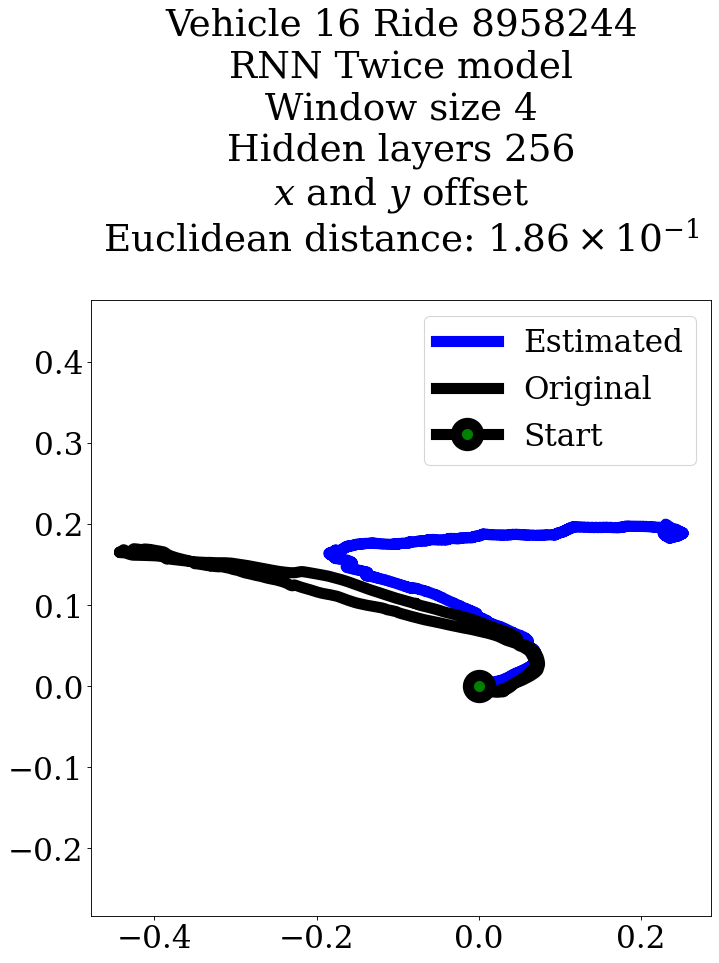 Vehicle 16 Ride 8958244
RNN Twice model
Window size 4
Hidden layers 256
x and y offset
Euclidean distance: 1.86 × 10⁻¹
Estimated
Original
Start
0.4
0.3
0.2
0.1
0.0
−0.1
−0.2
−0.4 −0.2 0.0 0.2